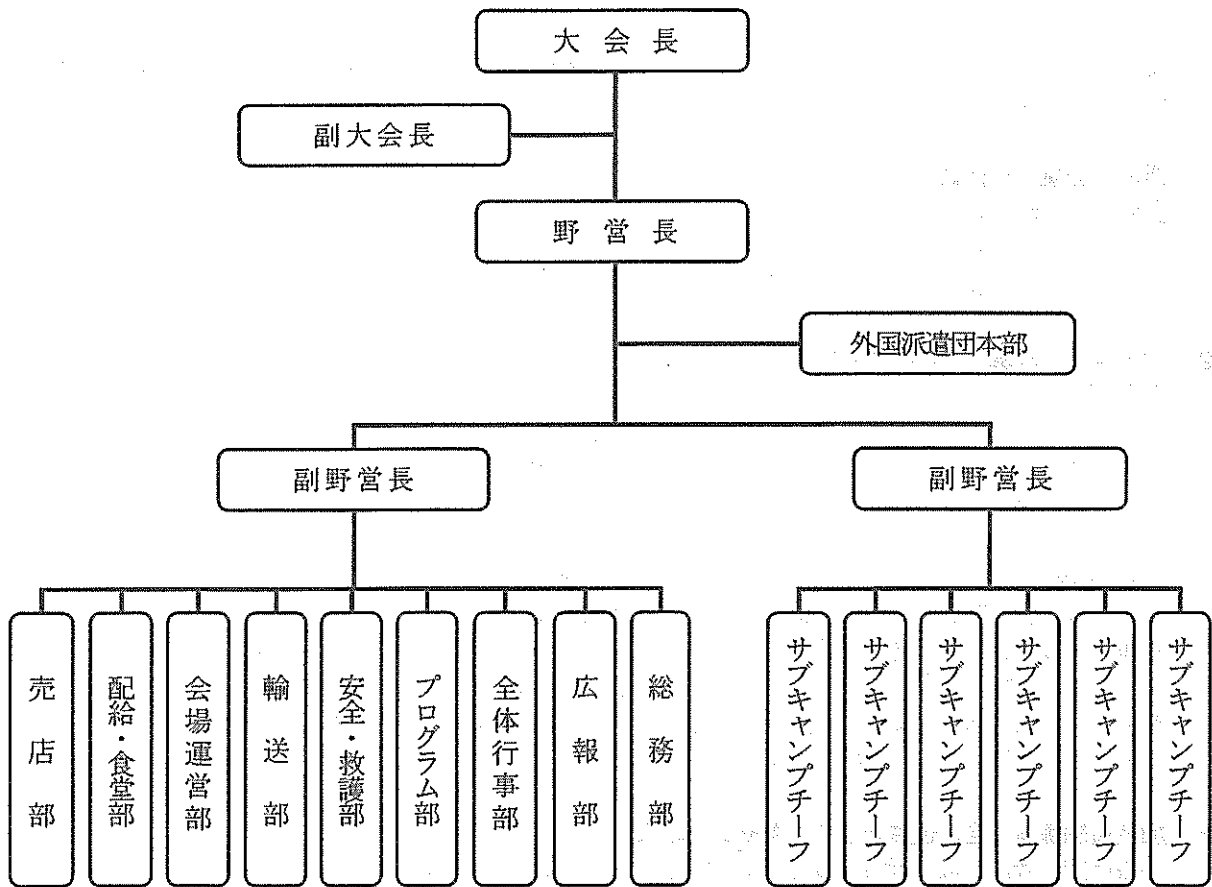 大会長
副大会長
野営長
外国派遣団本部
副野営長
副野営長
売店部
配給・食堂部
会場運営部
輸送部
安全・救護部
プログラム部
全体行事部
広報部
総務部
サブキャンプチーフ
サブキャンプチーフ
サブキャンプチーフ
サブキャンプチーフ
サブキャンプチーフ
サブキャンプチーフ